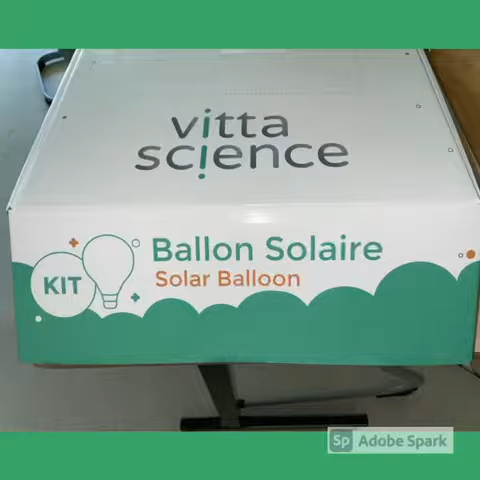 vitta
science
KIT
Ballon Solaire
Solar Balloon
Sp Adobe Spark